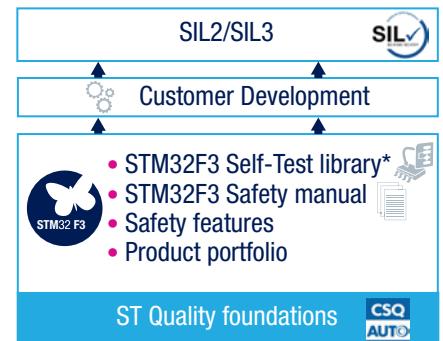 SIL2/SIL3
SIL
Customer Development
• STM32F3 Self-Test library*
• STM32F3 Safety manual
• Safety features
• Product portfolio
STM32 F3
ST Quality foundations
CSQ
AUTO